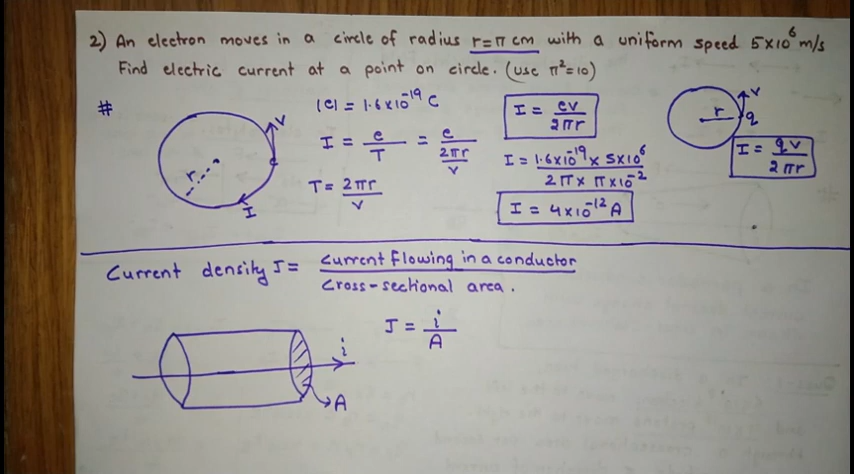 2) An electron moves in a circle of radius r=π cm with a uniform speed 5×10⁶ m/s
Find electric current at a point on circle. (use π²=10)
#
V
r
I
|e| = 1.6×10⁻¹⁹ C
I = e/T = e/(2πr/V)
T = 2πr/V
I = ev/2πr
I = 1.6×10⁻¹⁹ × 5×10⁶ / 2π × π×10⁻²
I = 4×10⁻¹² A
r
V
q
I = qv/2πr
Current density J = Current flowing in a conductor / Cross-sectional area.
J = i/A
i
A